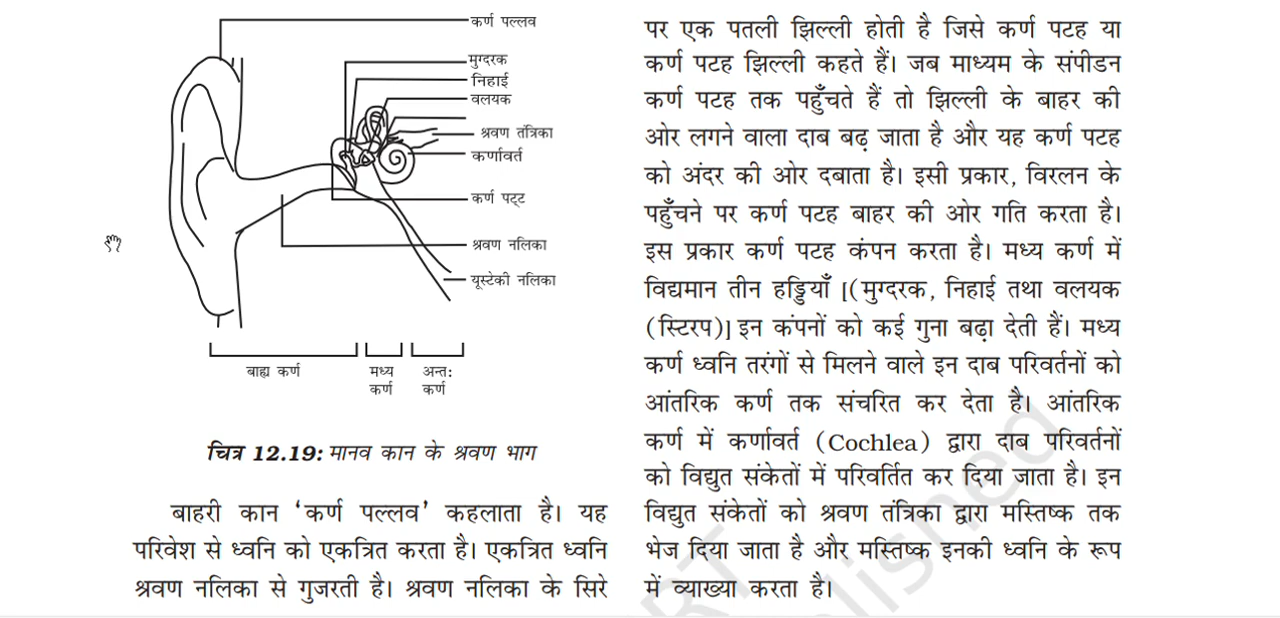 कर्ण पल्लव
मुग्दरक
निहाई
वलयक
श्रवण तंत्रिका
कर्णावर्त
कर्ण पट्ट
श्रवण नलिका
यूस्टेकी नलिका
बाह्य कर्ण
मध्य कर्ण
अन्तः कर्ण
चित्र 12.19: मानव कान के श्रवण भाग
बाहरी कान ‘कर्ण पल्लव’ कहलाता है। यह
परिवेश से ध्वनि को एकत्रित करता है। एकत्रित ध्वनि
श्रवण नलिका से गुजरती है। श्रवण नलिका के सिरे
पर एक पतली झिल्ली होती है जिसे कर्ण पटह या
कर्ण पटह झिल्ली कहते हैं। जब माध्यम के संपीडन
कर्ण पटह तक पहुँचते हैं तो झिल्ली के बाहर की
ओर लगने वाला दाब बढ़ जाता है और यह कर्ण पटह
को अंदर की ओर दबाता है। इसी प्रकार, विरलन के
पहुँचने पर कर्ण पटह बाहर की ओर गति करता है।
इस प्रकार कर्ण पटह कंपन करता है। मध्य कर्ण में
विद्यमान तीन हड्डियाँ [(मुग्दरक, निहाई तथा वलयक
(स्टिरप)] इन कंपनों को कई गुना बढ़ा देती हैं। मध्य
कर्ण ध्वनि तरंगों से मिलने वाले इन दाब परिवर्तनों को
आंतरिक कर्ण तक संचरित कर देता है। आंतरिक
कर्ण में कर्णावर्त (Cochlea) द्वारा दाब परिवर्तनों
को विद्युत संकेतों में परिवर्तित कर दिया जाता है। इन
विद्युत संकेतों को श्रवण तंत्रिका द्वारा मस्तिष्क तक
भेज दिया जाता है और मस्तिष्क इनकी ध्वनि के रूप
में व्याख्या करता है।